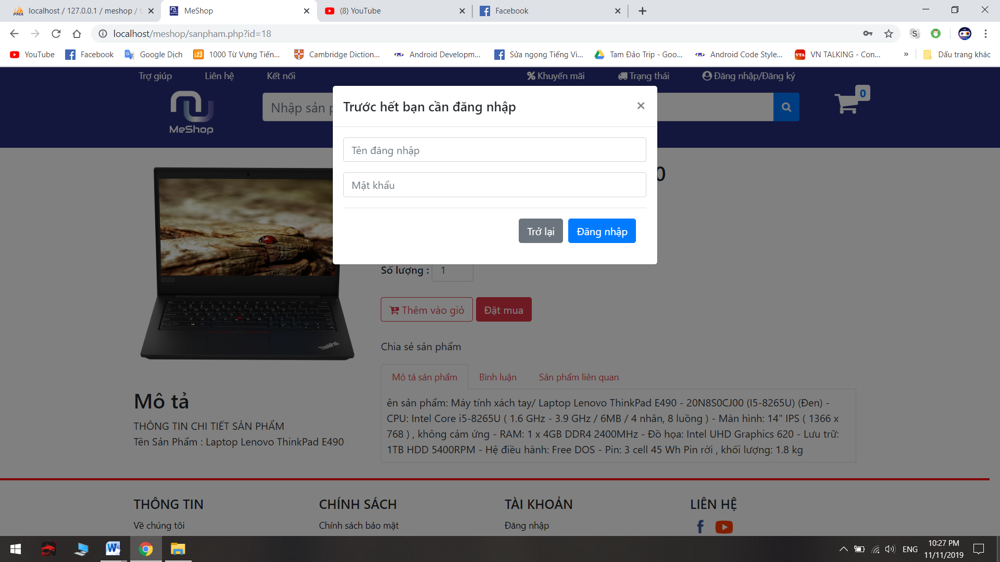 localhost / 127.0.0.1 / meshop /
MeShop
(8) YouTube
Facebook
localhost/meshop/sanpham.php?id=18
YouTube
Facebook
Google Dịch
1000 Từ Vựng Tiến...
Cambridge Diction...
Android Developm...
Sửa ngọng Tiếng Vi...
Tam Đảo Trip - Goo...
Android Code Style...
VN TALKING - Con...
»
Dấu trang khác
Trợ giúp
Liên hệ
Kết nối
Khuyến mãi
Trạng thái
Đăng nhập/Đăng ký
MeShop
Nhập sản
0
Trước hết bạn cần đăng nhập
×
Tên đăng nhập
Mật khẩu
Trở lại
Đăng nhập
0
Số lượng : 1
Thêm vào giỏ
Đặt mua
Chia sẻ sản phẩm
ThinkPad
Mô tả sản phẩm
Bình luận
Sản phẩm liên quan
ên sản phẩm: Máy tính xách tay/ Laptop Lenovo ThinkPad E490 - 20N8S0CJ00 (I5-8265U) (Đen) -
CPU: Intel Core i5-8265U ( 1.6 GHz - 3.9 GHz / 6MB / 4 nhân, 8 luồng ) - Màn hình: 14" IPS ( 1366 x
768 ) , không cảm ứng - RAM: 1 x 4GB DDR4 2400MHz - Đồ họa: Intel UHD Graphics 620 - Lưu trữ:
1TB HDD 5400RPM - Hệ điều hành: Free DOS - Pin: 3 cell 45 Wh Pin rời , khối lượng: 1.8 kg
Mô tả
THÔNG TIN CHI TIẾT SẢN PHẨM
Tên Sản Phẩm : Laptop Lenovo ThinkPad E490
THÔNG TIN
Về chúng tôi
CHÍNH SÁCH
Chính sách bảo mật
TÀI KHOẢN
Đăng nhập
LIÊN HỆ
ENG
10:27 PM
11/11/2019